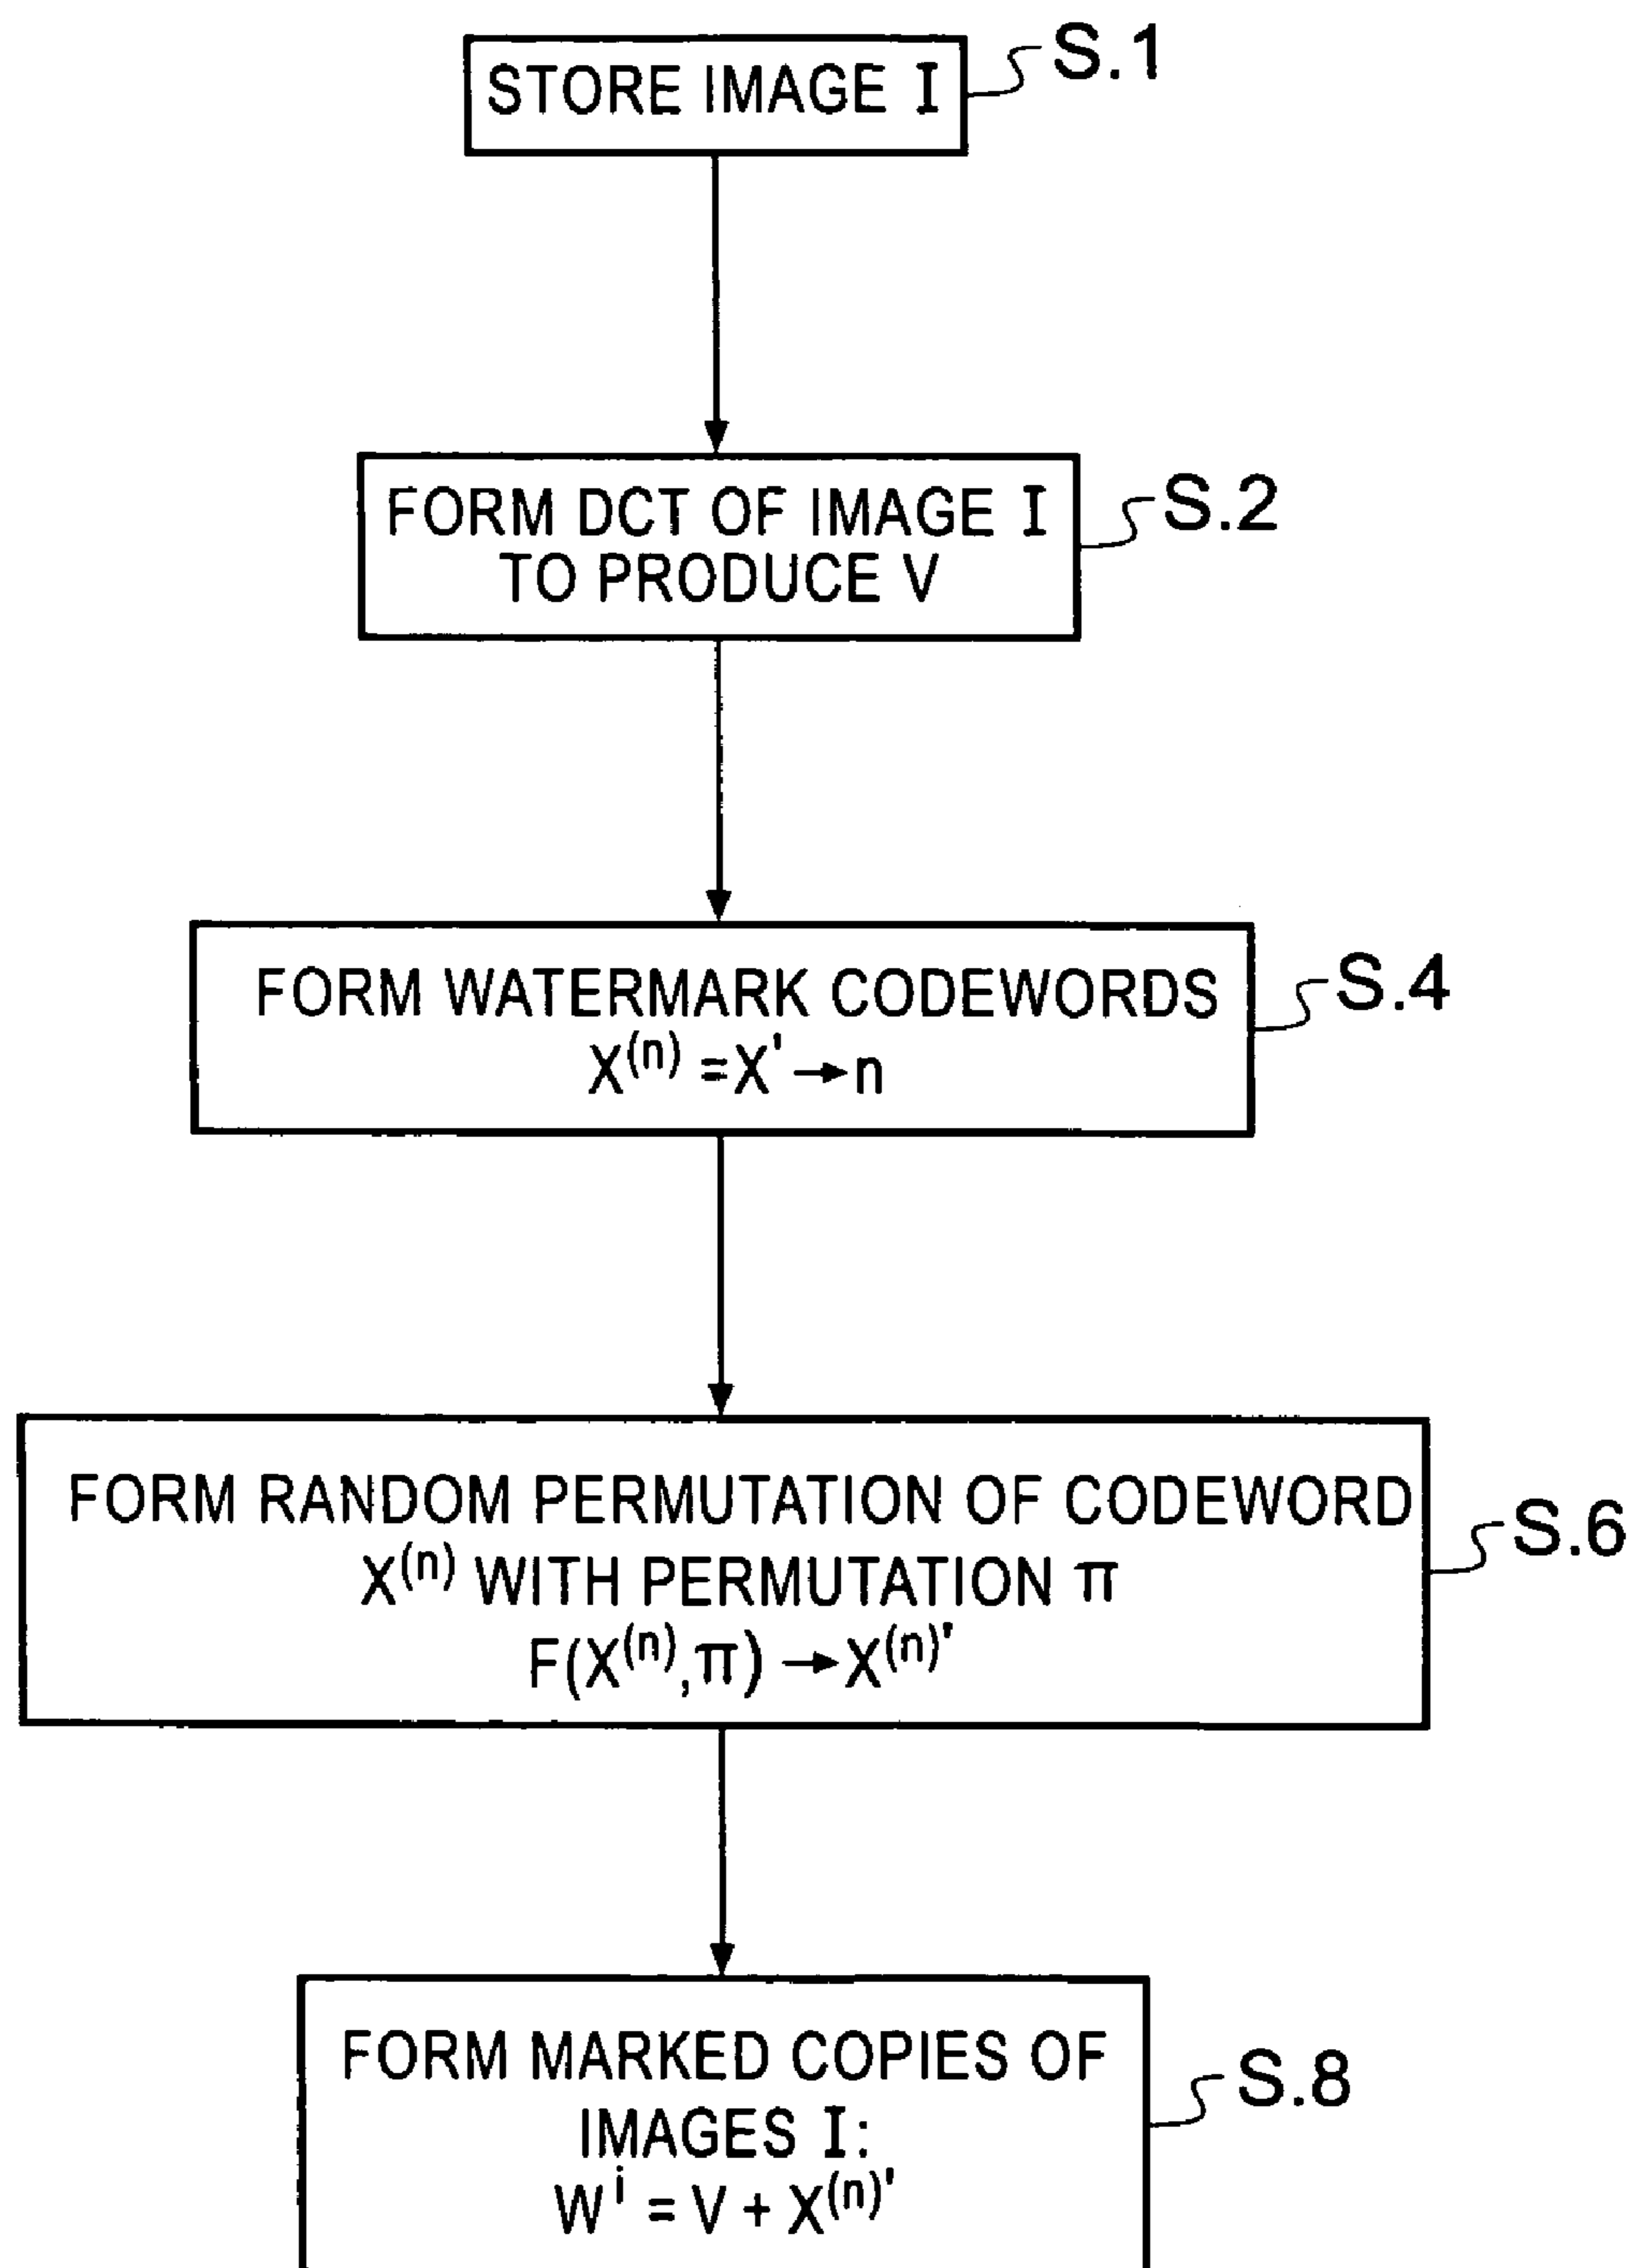 STORE IMAGE I
S.1
FORM DCT OF IMAGE I
TO PRODUCE V
S.2
FORM WATERMARK CODEWORDS
X⁽ⁿ⁾ = X' → n
S.4
FORM RANDOM PERMUTATION OF CODEWORD
X⁽ⁿ⁾ WITH PERMUTATION π
F(X⁽ⁿ⁾,π) → X⁽ⁿ⁾'
S.6
FORM MARKED COPIES OF
IMAGES I:
Wⁱ = V + X⁽ⁿ⁾'
S.8